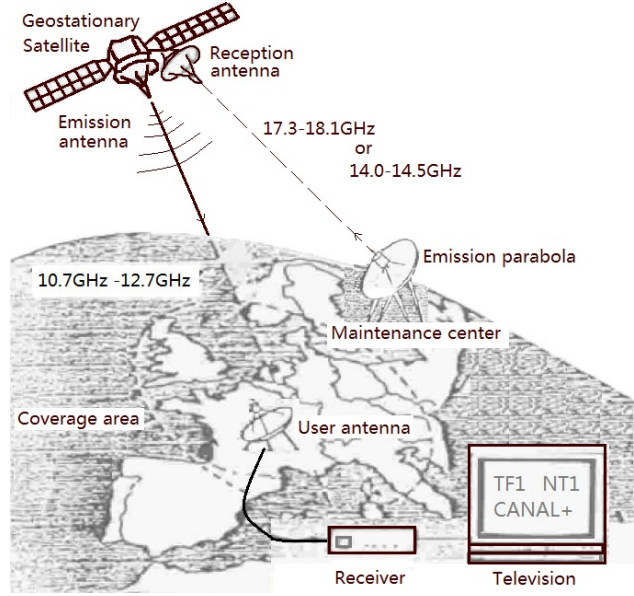 Geostationary
Satellite
Reception
antenna
Emission
antenna
17.3-18.1GHz
or
14.0-14.5GHz
Emission parabola
10.7GHz -12.7GHz
Maintenance center
Coverage area
User antenna
TF1 NT1
CANAL+
Receiver
Television